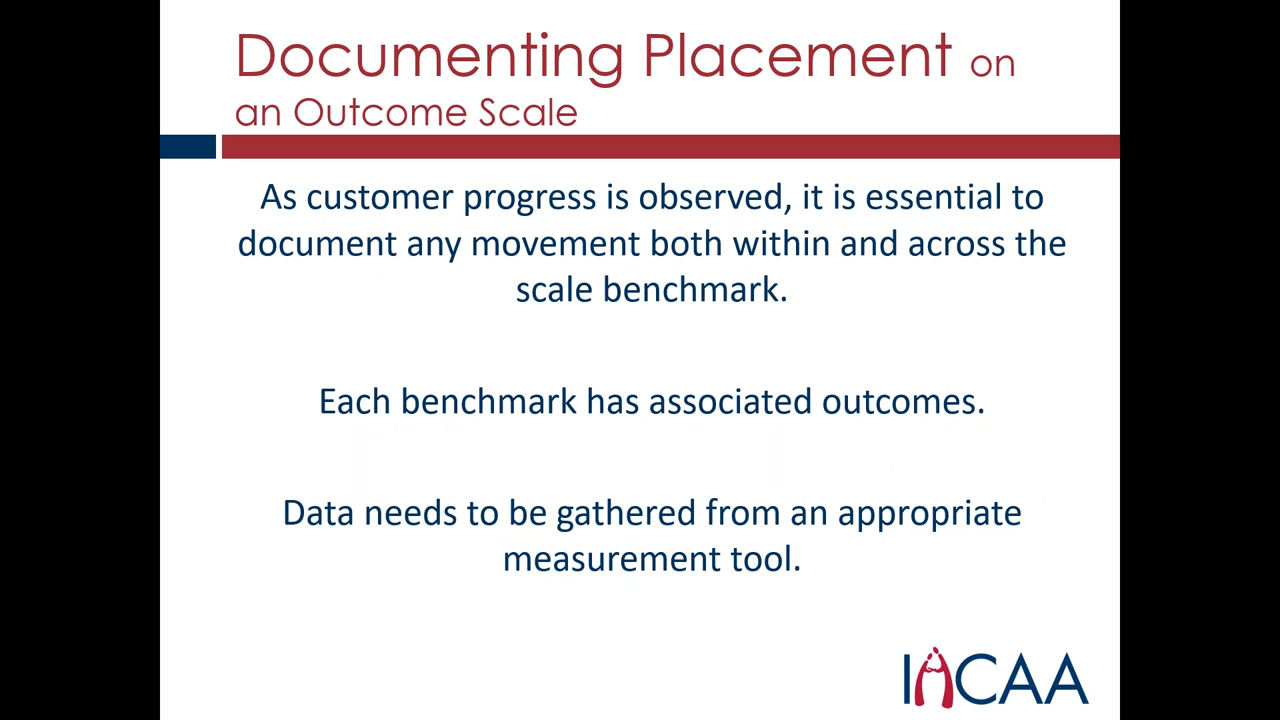 Documenting Placement on
an Outcome Scale
As customer progress is observed, it is essential to
document any movement both within and across the
scale benchmark.
Each benchmark has associated outcomes.
Data needs to be gathered from an appropriate
measurement tool.
IACAA